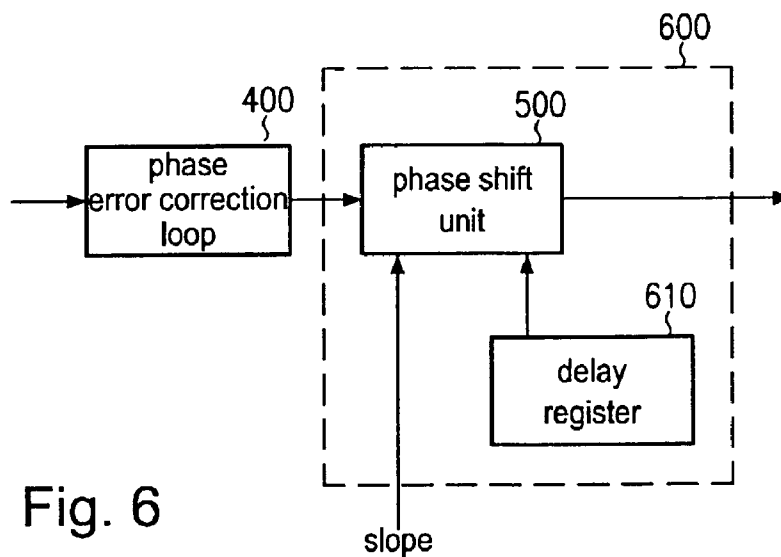 600
400
500
phase
error correction
loop
phase shift
unit
610
delay
register
Fig. 6
slope